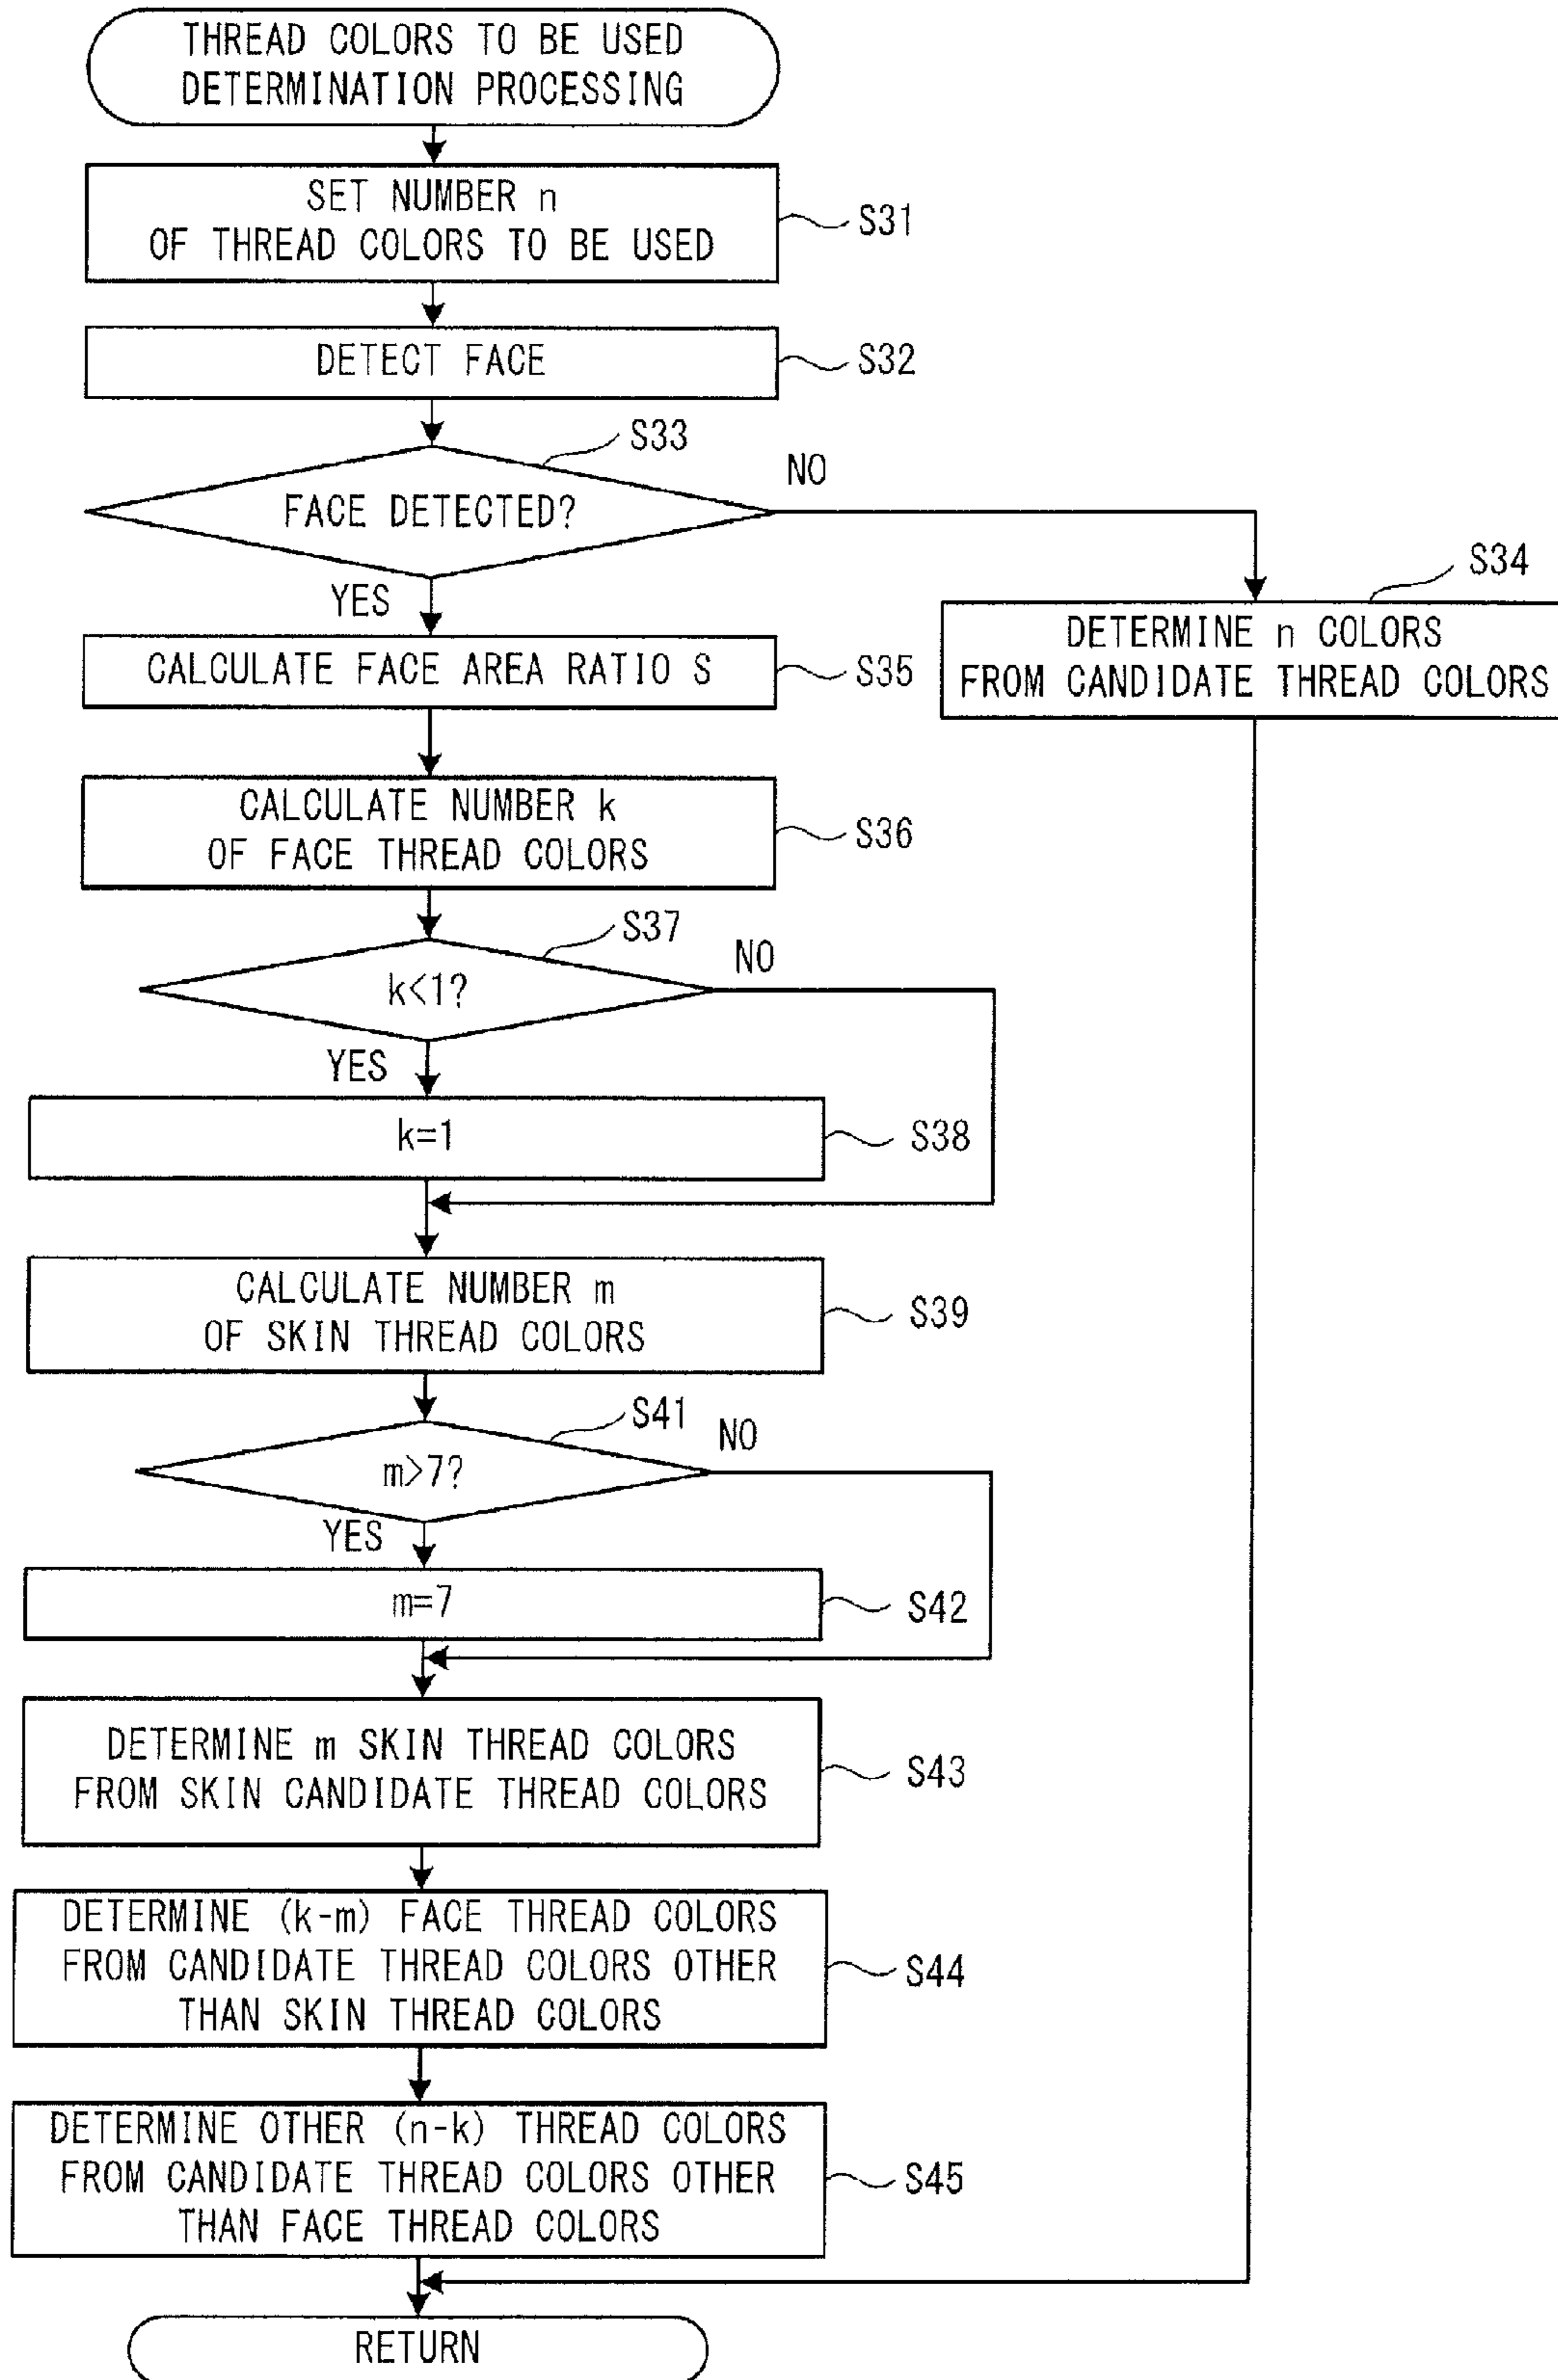 THREAD COLORS TO BE USED
DETERMINATION PROCESSING
SET NUMBER n
OF THREAD COLORS TO BE USED
S31
DETECT FACE
S32
S33
FACE DETECTED?
NO
YES
S34
DETERMINE n COLORS
FROM CANDIDATE THREAD COLORS
CALCULATE FACE AREA RATIO S
S35
CALCULATE NUMBER k
OF FACE THREAD COLORS
S36
S37
k<1?
NO
YES
k=1
S38
CALCULATE NUMBER m
OF SKIN THREAD COLORS
S39
S41
m>7?
NO
YES
m=7
S42
DETERMINE m SKIN THREAD COLORS
FROM SKIN CANDIDATE THREAD COLORS
S43
DETERMINE (k-m) FACE THREAD COLORS
FROM CANDIDATE THREAD COLORS OTHER
THAN SKIN THREAD COLORS
S44
DETERMINE OTHER (n-k) THREAD COLORS
FROM CANDIDATE THREAD COLORS OTHER
THAN FACE THREAD COLORS
S45
RETURN